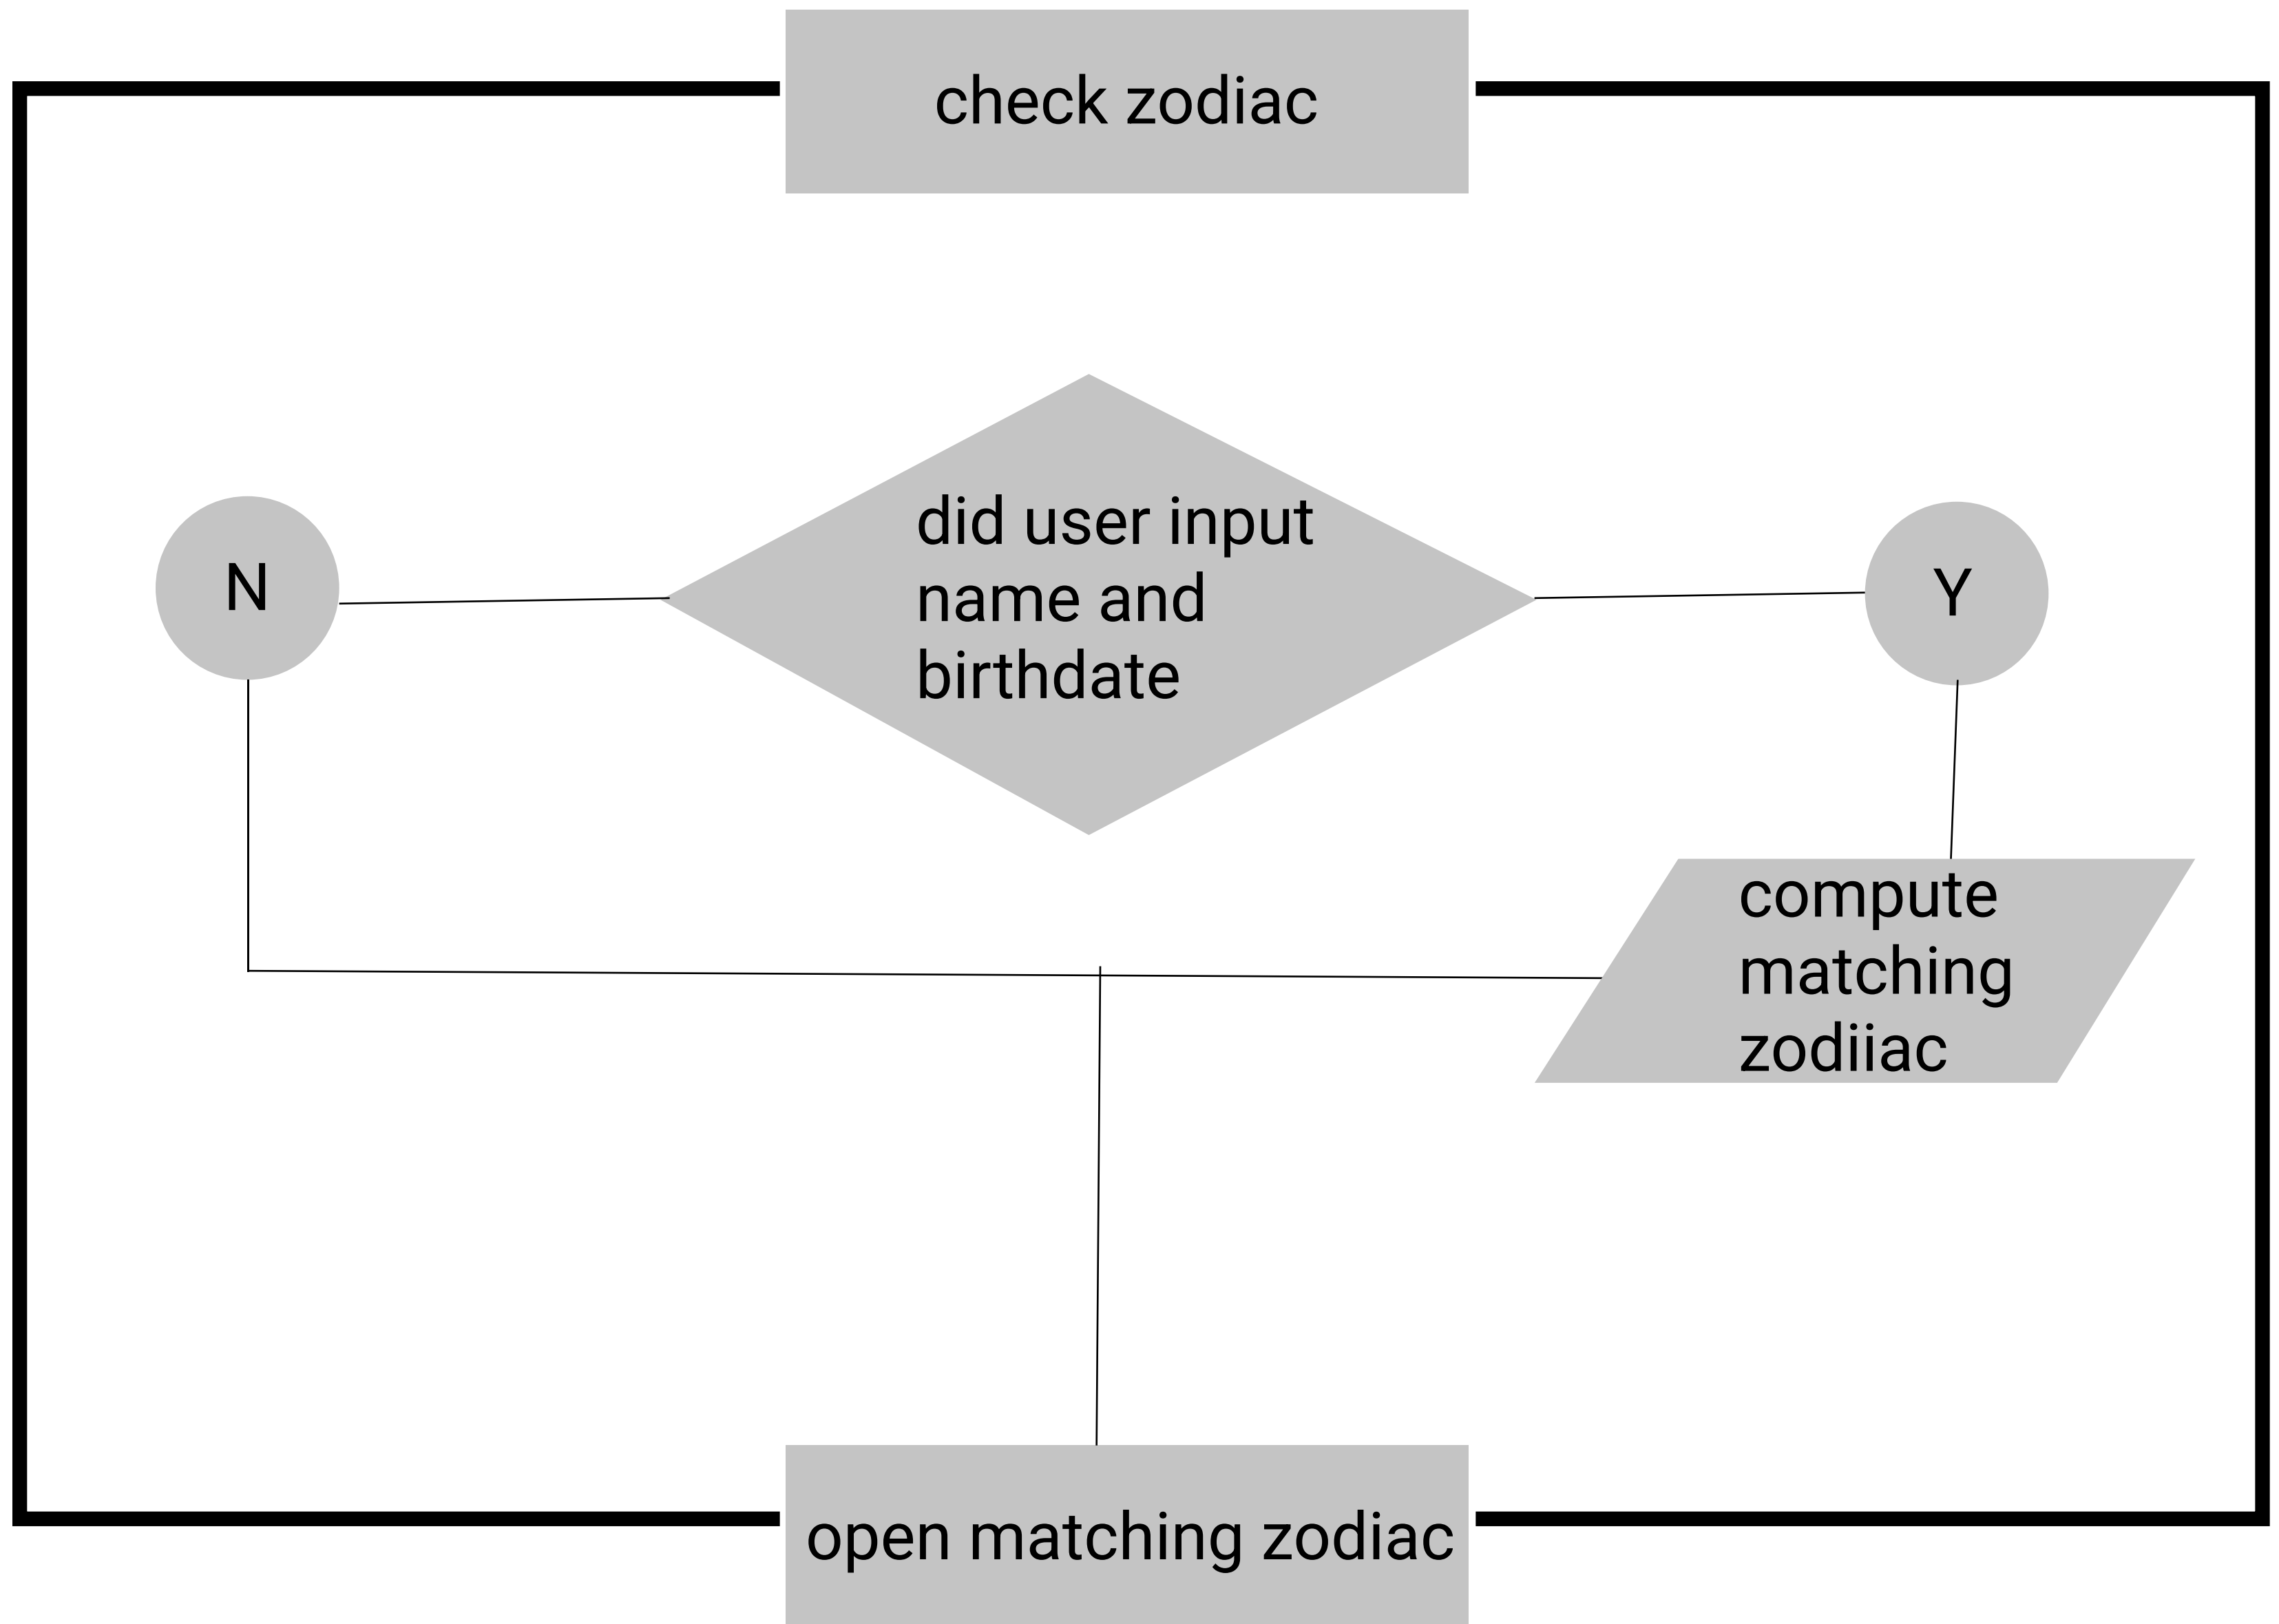 check zodiac
did user input
name and
birthdate
N
Y
compute
matching
zodiiac
open matching zodiac